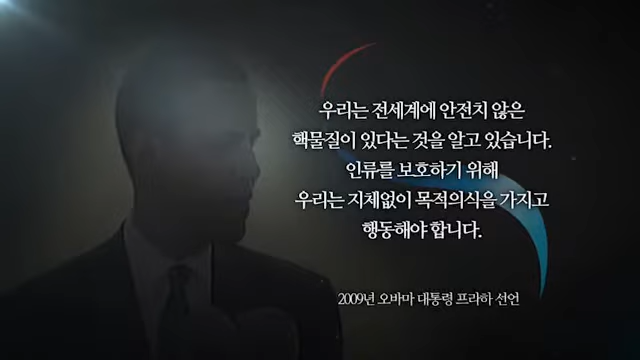 우리는 전세계에 안전치 않은
핵물질이 있다는 것을 알고 있습니다.
인류를 보호하기 위해
우리는 지체없이 목적의식을 가지고
행동해야 합니다.
2009년 오바마 대통령 프라하 선언